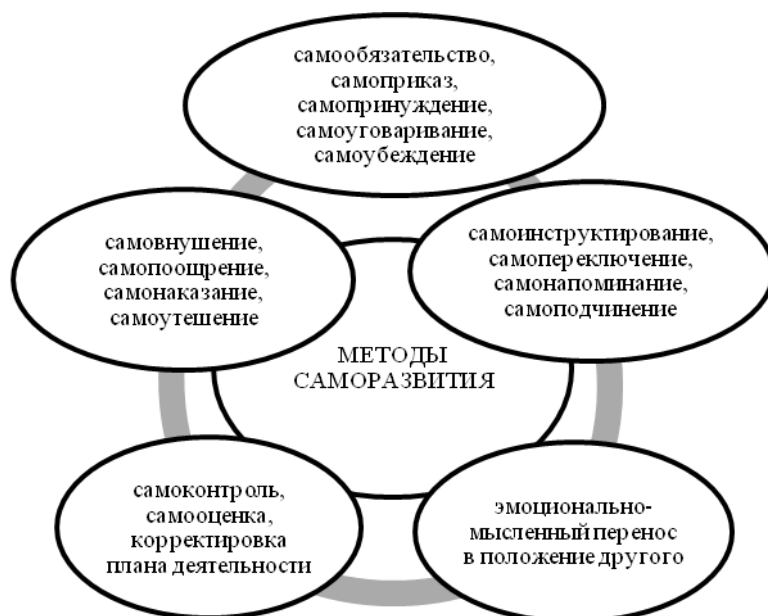 самообязательство,
самоприказ,
самопринуждение,
самоуговаривание,
самоубеждение
самовнушение,
самопоощрение,
самонаказание,
самоутешение
самоинструктирование,
самопереключение,
самонапоминание,
самоподчинение
МЕТОДЫ
САМОРАЗВИТИЯ
самоконтроль,
самооценка,
корректировка
плана деятельности
эмоционально-
мысленный перенос
в положение другого